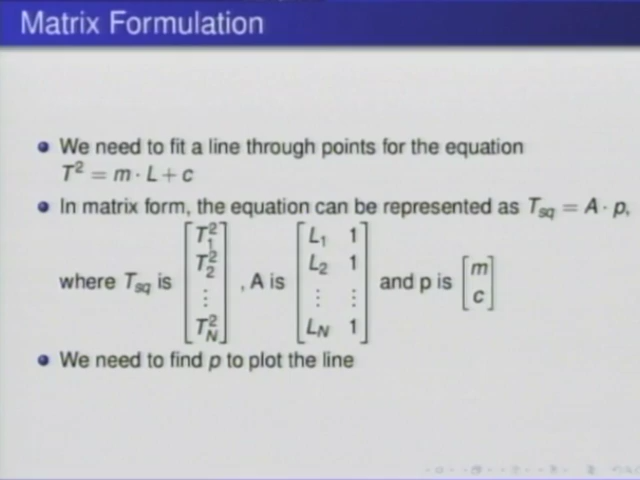 Matrix Formulation
We need to fit a line through points for the equation
T² = m · L + c
In matrix form, the equation can be represented as T_sq = A · p,
where T_sq is [T₁² T₂² ⋮ T_N²] , A is [L₁ 1 L₂ 1 ⋮ ⋮ L_N 1] and p is [m c]
We need to find p to plot the line